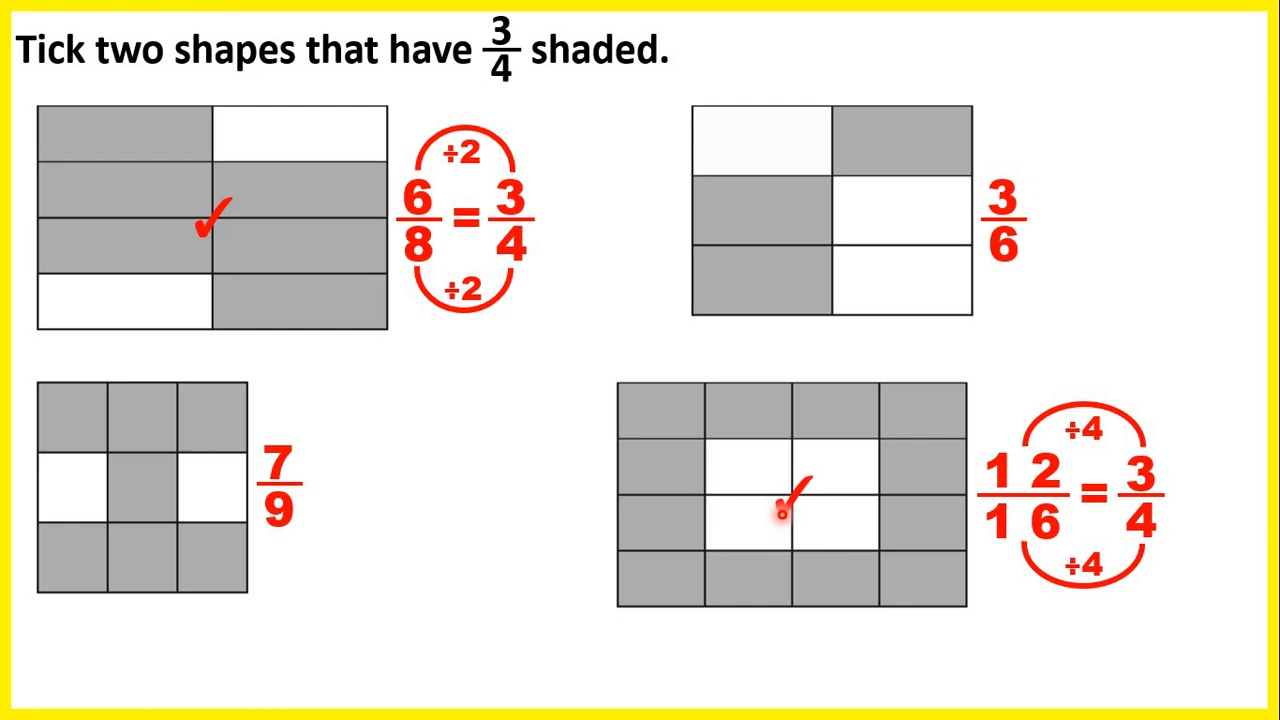 Tick two shapes that have 3/4 shaded.
÷2
6/8 = 3/4
÷2
3/6
7/9
÷4
12/16 = 3/4
÷4